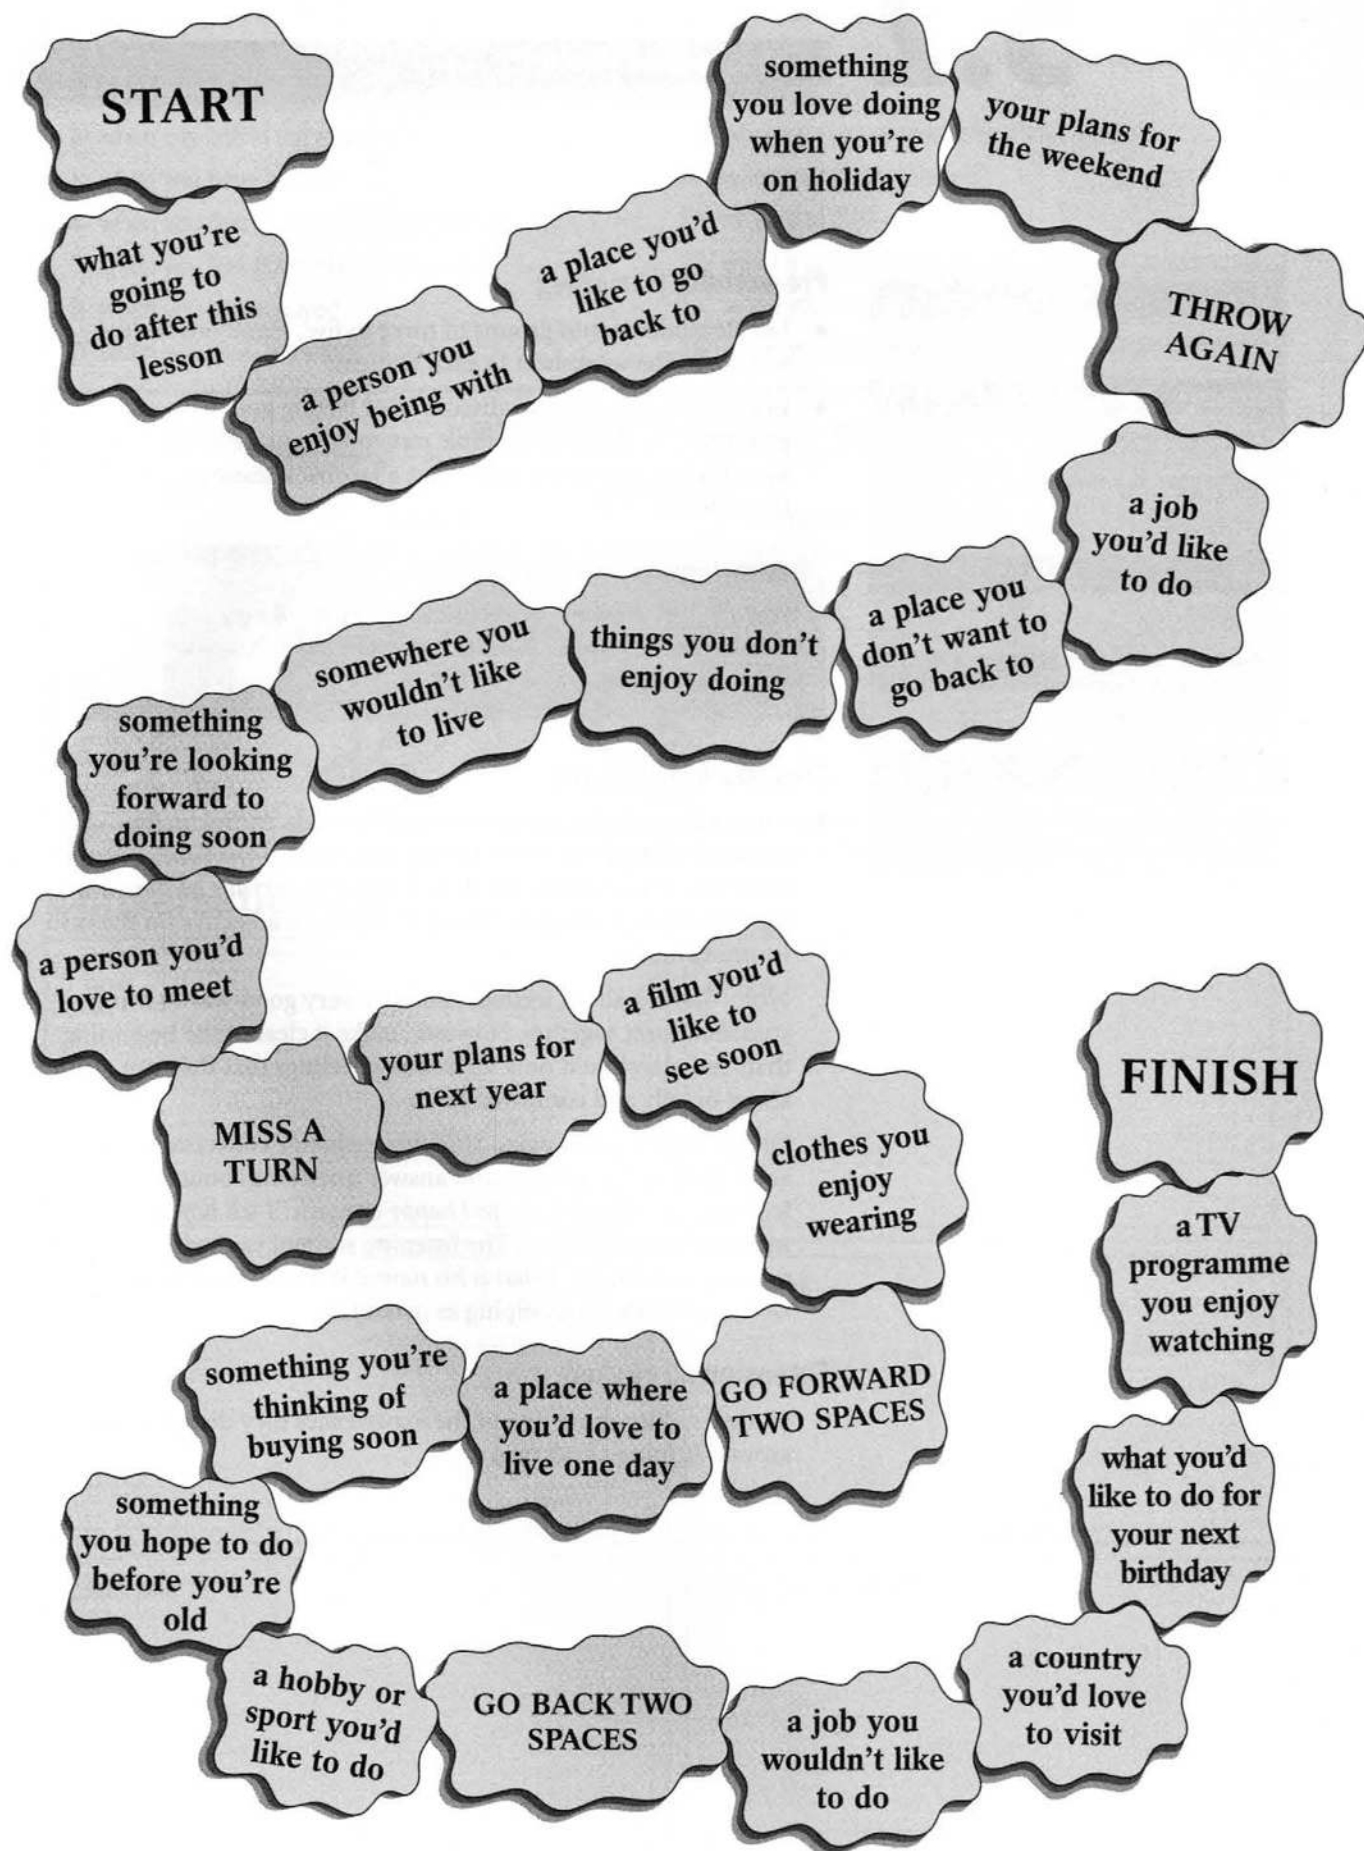 START
what you're
going to
do after this
lesson
a person you
enjoy being with
a place you'd
like to go
back to
something
you love doing
when you're
on holiday
your plans for
the weekend
THROW
AGAIN
a job
you'd like
to do
a place you
don't want to
go back to
things you don't
enjoy doing
somewhere you
wouldn't like
to live
something
you're looking
forward to
doing soon
a person you'd
love to meet
MISS A
TURN
your plans for
next year
a film you'd
like to
see soon
clothes you
enjoy
wearing
GO FORWARD
TWO SPACES
a place where
you'd love to
live one day
something you're
thinking of
buying soon
something
you hope to do
before you're
old
a hobby or
sport you'd
like to do
GO BACK TWO
SPACES
a job you
wouldn't like
to do
a country
you'd love
to visit
what you'd
like to do for
your next
birthday
a TV
programme
you enjoy
watching
FINISH